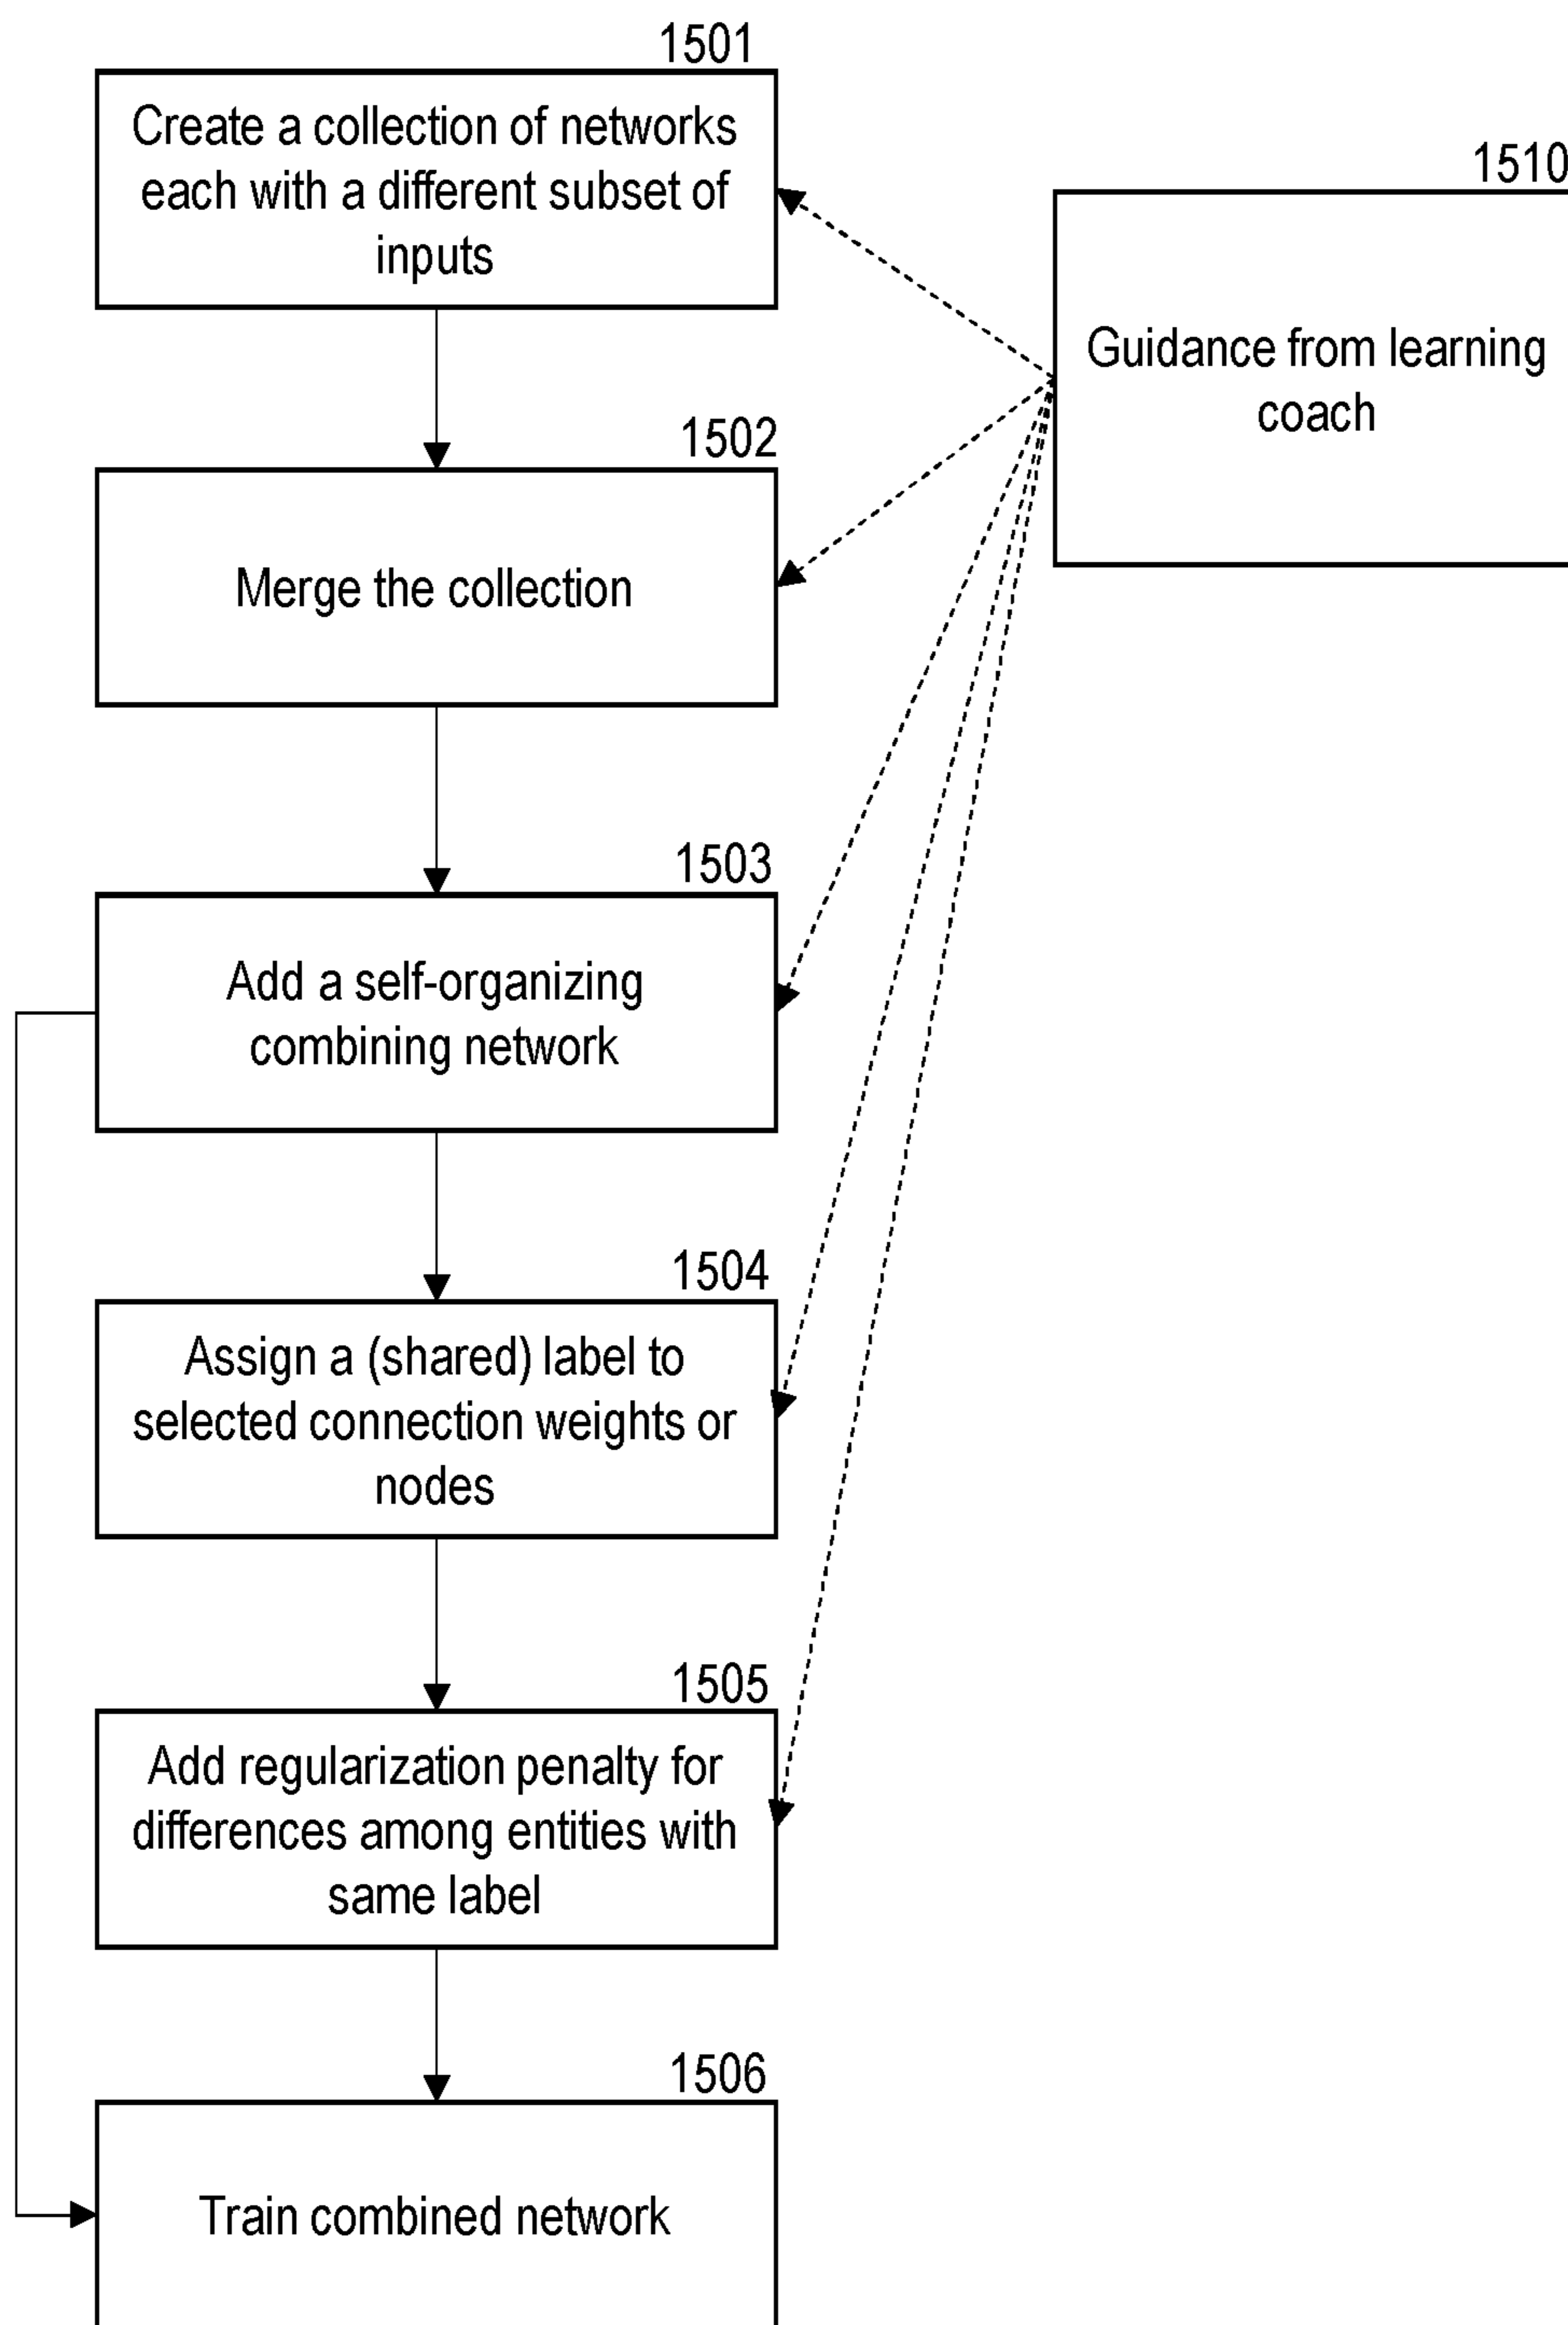 1501
Create a collection of networks
each with a different subset of
inputs
1510
Guidance from learning
coach
1502
Merge the collection
1503
Add a self-organizing
combining network
1504
Assign a (shared) label to
selected connection weights or
nodes
1505
Add regularization penalty for
differences among entities with
same label
1506
Train combined network